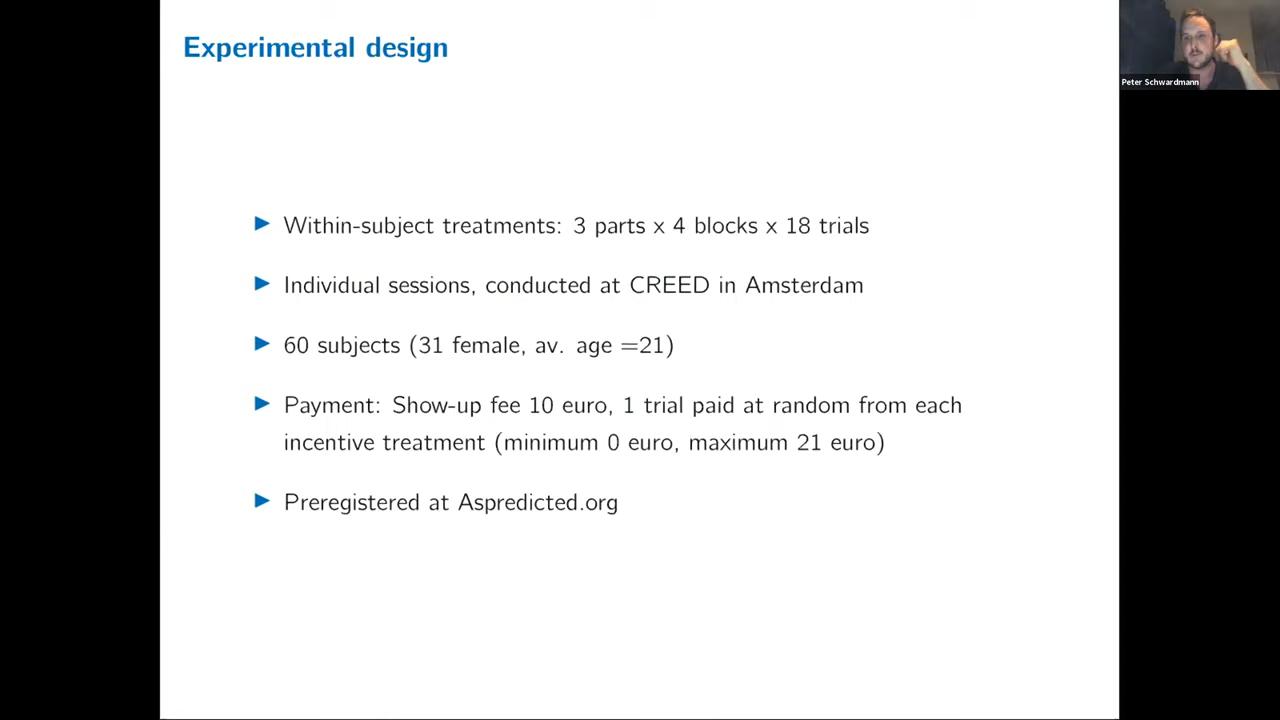 Experimental design
Peter Schwardmann
Within-subject treatments: 3 parts x 4 blocks x 18 trials
Individual sessions, conducted at CREED in Amsterdam
60 subjects (31 female, av. age =21)
Payment: Show-up fee 10 euro, 1 trial paid at random from each
incentive treatment (minimum 0 euro, maximum 21 euro)
Preregistered at Aspredicted.org